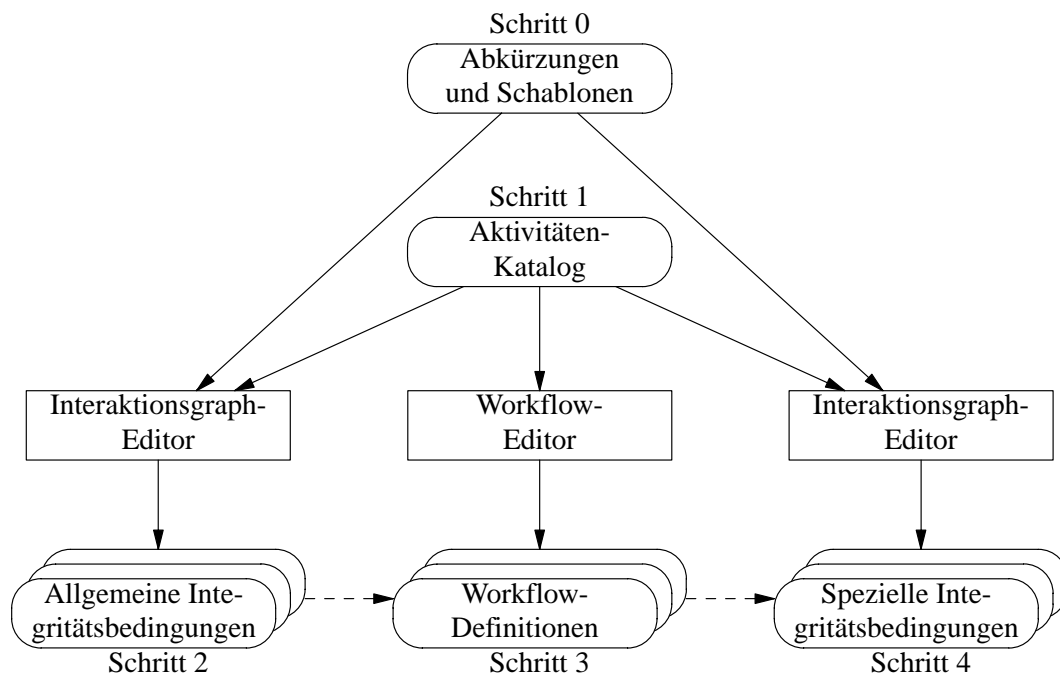 Schritt 0
Abkürzungen
und Schablonen
Schritt 1
Aktivitäten-
Katalog
Interaktionsgraph-
Editor
Workflow-
Editor
Interaktionsgraph-
Editor
Allgemeine Inte-
gritätsbedingungen
Schritt 2
Workflow-
Definitionen
Schritt 3
Spezielle Inte-
gritätsbedingungen
Schritt 4